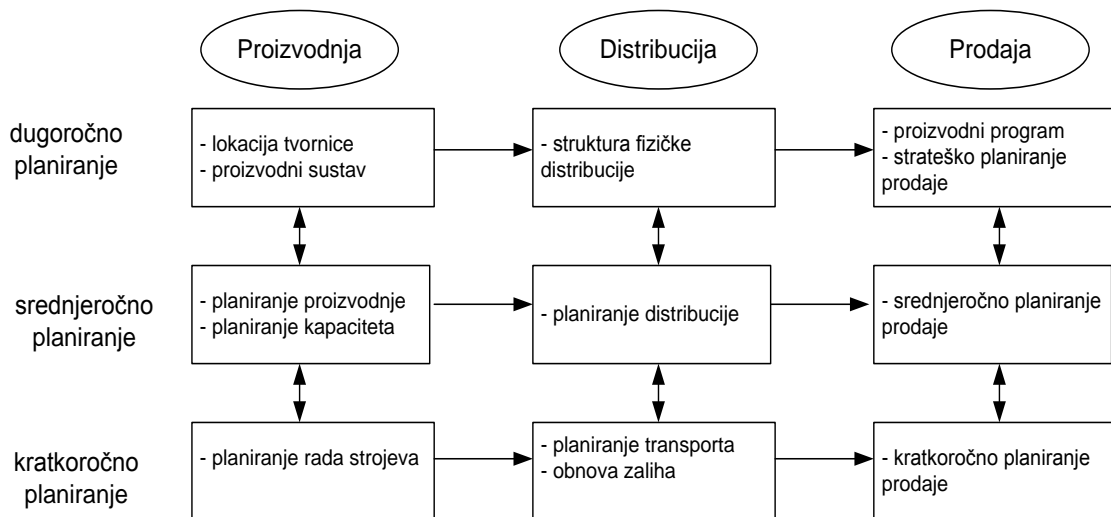 Proizvodnja
Distribucija
Prodaja
dugoročno
planiranje
- lokacija tvornice
- proizvodni sustav
- struktura fizičke
distribucije
- proizvodni program
- strateško planiranje
prodaje
srednjeročno
planiranje
- planiranje proizvodnje
- planiranje kapaciteta
- planiranje distribucije
- srednjeročno planiranje
prodaje
kratkoročno
planiranje
- planiranje rada strojeva
- planiranje transporta
- obnova zaliha
- kratkoročno planiranje
prodaje